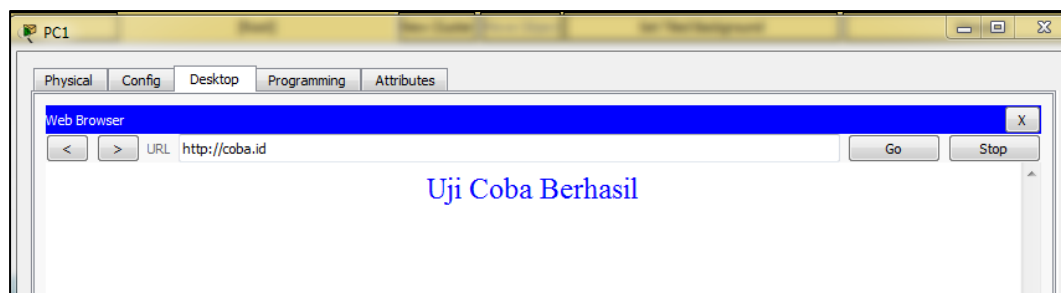 PC1
Physical Config Desktop Programming Attributes
Web Browser X
< > URL http://coba.id Go Stop
Uji Coba Berhasil